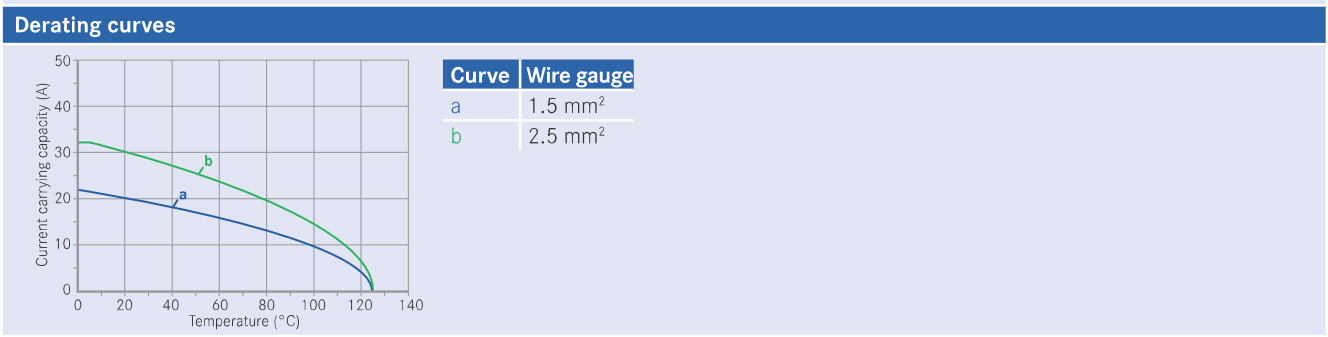 Derating curves
50
40
30
20
10
0
Current carrying capacity (A)
b
a
0 20 40 60 80 100 120 140
Temperature (°C)
Curve Wire gauge
a 1.5 mm²
b 2.5 mm²